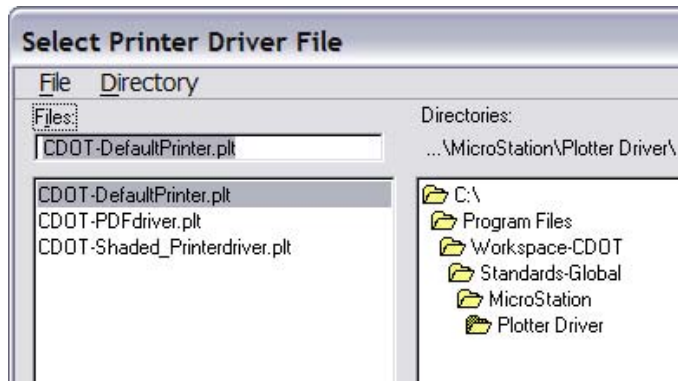 Select Printer Driver File
File Directory
Files:
CDOT-DefaultPrinter.plt
CDOT-DefaultPrinter.plt
CDOT-PDFdriver.plt
CDOT-Shaded_Printerdriver.plt
Directories:
...\MicroStation\Plotter Driver\
C:\
Program Files
Workspace-CDOT
Standards-Global
MicroStation
Plotter Driver